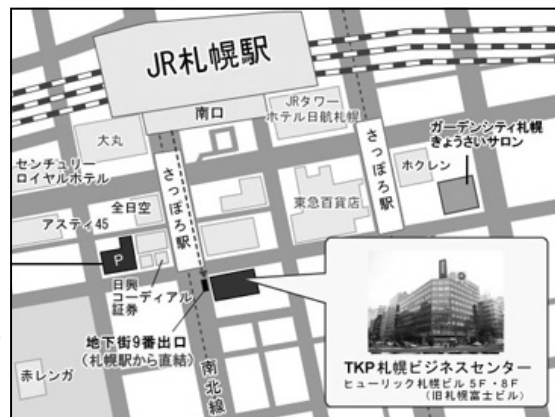 JR札幌駅
南口
JRタワー
ホテル日航札幌
大丸
さっぽろ駅
さっぽろ駅
ガーデンシティ札幌
きょうさいサロン
ホクレン
センチュリー
ロイヤルホテル
全日空
アスティ45
東急百貨店
P
日興
コーディアル
証券
地下街9番出口
(札幌駅から直結)
南北線
赤レンガ
TKP札幌ビジネスセンター
ヒューリック札幌ビル 5F・8F
(旧札幌富士ビル)